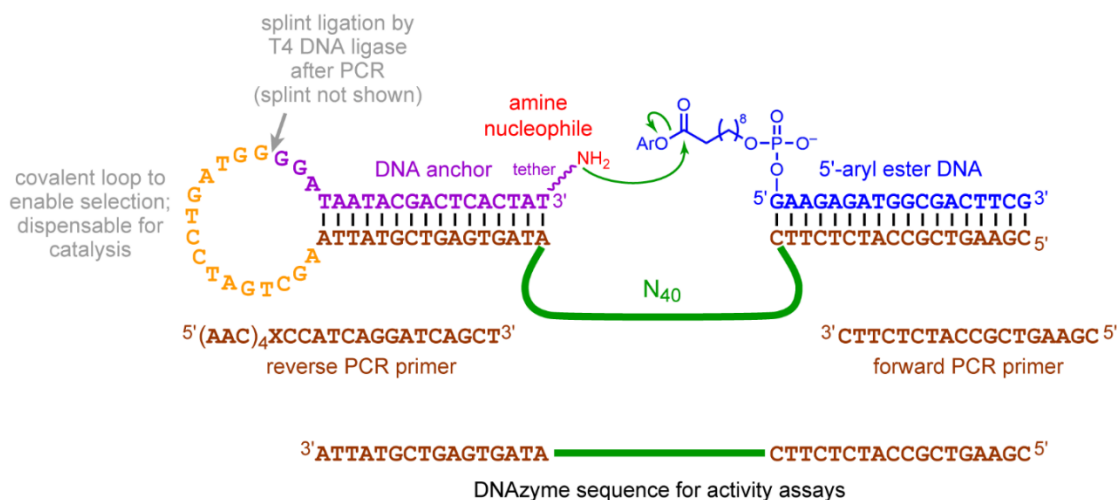 splint ligation by
T4 DNA ligase
after PCR
(splint not shown)
amine
nucleophile
NH2
tether
O
ArO
8
O
P
O
O−
O
5'-aryl ester DNA
covalent loop to
enable selection;
dispensable for
catalysis
AGCTGATCCTGATGG
GGA
DNA anchor
TAATACGACTCACTAT3'
5' GAAGAGATGGCGACTTCG3'
ATTATGCTGAGTGATA
CTTCTCTACCGCTGAAGC5'
N40
5'(AAC)4XCCATCAGGATCAGCT3'
reverse PCR primer
3'CTTCTCTACCGCTGAAGC5'
forward PCR primer
3'ATTATGCTGAGTGATA CTTCTCTACCGCTGAAGC5'
DNAzyme sequence for activity assays